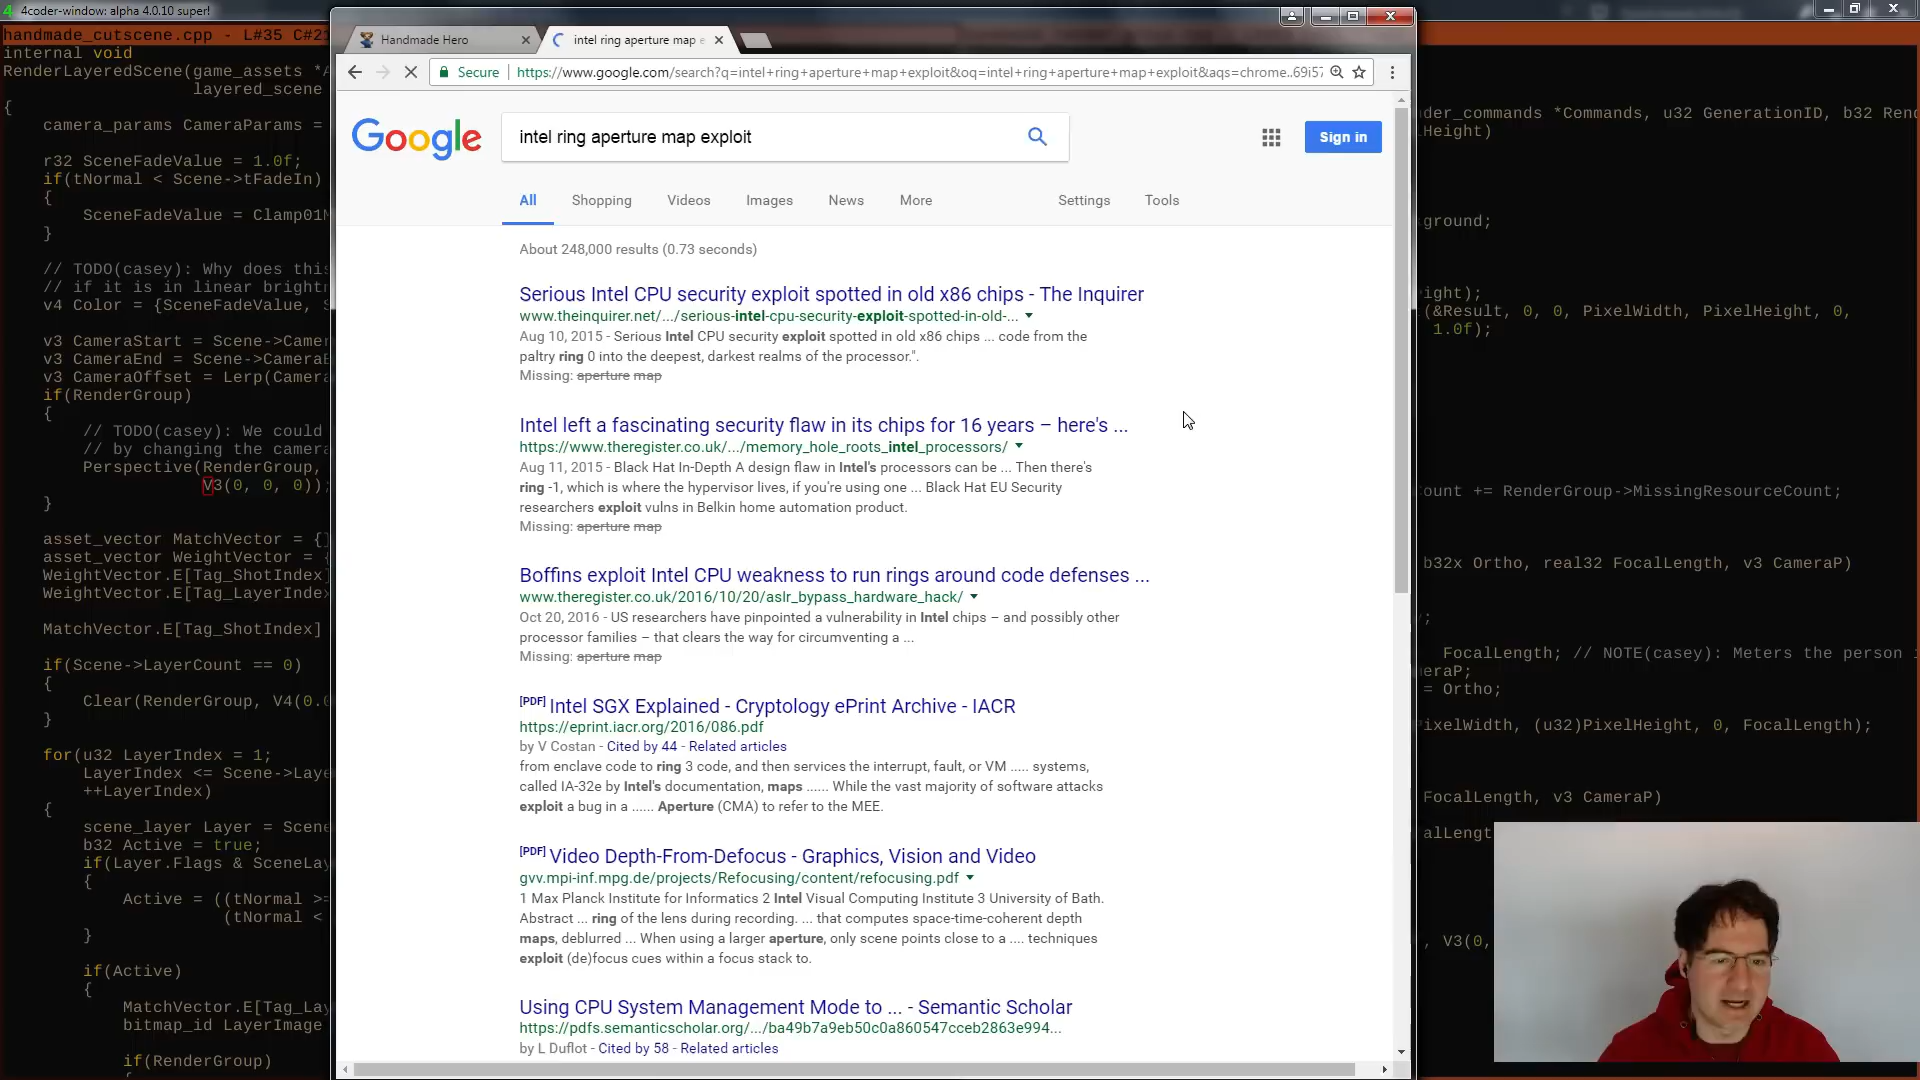 4coder-window: alpha 4.0.10 super!
handmade_cutscene.cpp - L#35 C#21
internal void
RenderLayeredScene(game_assets *A
layered_scene
{
camera_params CameraParams =
r32 SceneFadeValue = 1.0f;
if(tNormal < Scene->tFadeIn)
{
SceneFadeValue = Clamp01M
}
// TODO(casey): Why does this
// if it is in linear bright
v4 Color = {SceneFadeValue, S
v3 CameraStart = Scene->Camer
v3 CameraEnd = Scene->CameraE
v3 CameraOffset = Lerp(Camera
if(RenderGroup)
{
// TODO(casey): We could
// by changing the camera
Perspective(RenderGroup,
V3(0, 0, 0));
}
asset_vector MatchVector = {}
asset_vector WeightVector = {
WeightVector.E[Tag_ShotIndex]
WeightVector.E[Tag_LayerIndex
MatchVector.E[Tag_ShotIndex]
if(Scene->LayerCount == 0)
{
Clear(RenderGroup, V4(0.0
}
for(u32 LayerIndex = 1;
LayerIndex <= Scene->Laye
++LayerIndex)
{
scene_layer Layer = Scene
b32 Active = true;
if(Layer.Flags & SceneLay
{
Active = ((tNormal >=
(tNormal <
}
if(Active)
{
MatchVector.E[Tag_Lay
bitmap_id LayerImage
if(RenderGroup)
{
Handmade Hero
intel ring aperture map e
Secure
https://www.google.com/search?q=intel+ring+aperture+map+exploit&oq=intel+ring+aperture+map+exploit&aqs=chrome..69i57
Google
intel ring aperture map exploit
Sign in
All Shopping Videos Images News More Settings Tools
About 248,000 results (0.73 seconds)
Serious Intel CPU security exploit spotted in old x86 chips - The Inquirer
www.theinquirer.net/.../serious-intel-cpu-security-exploit-spotted-in-old-...
Aug 10, 2015 - Serious Intel CPU security exploit spotted in old x86 chips ... code from the
paltry ring 0 into the deepest, darkest realms of the processor.".
Missing: aperture map
Intel left a fascinating security flaw in its chips for 16 years – here's ...
https://www.theregister.co.uk/.../memory_hole_roots_intel_processors/
Aug 11, 2015 - Black Hat In-Depth A design flaw in Intel's processors can be ... Then there's
ring -1, which is where the hypervisor lives, if you're using one ... Black Hat EU Security
researchers exploit vulns in Belkin home automation product.
Missing: aperture map
Boffins exploit Intel CPU weakness to run rings around code defenses ...
www.theregister.co.uk/2016/10/20/aslr_bypass_hardware_hack/
Oct 20, 2016 - US researchers have pinpointed a vulnerability in Intel chips – and possibly other
processor families – that clears the way for circumventing a ...
Missing: aperture map
[PDF] Intel SGX Explained - Cryptology ePrint Archive - IACR
https://eprint.iacr.org/2016/086.pdf
by V Costan - Cited by 44 - Related articles
from enclave code to ring 3 code, and then services the interrupt, fault, or VM ..... systems,
called IA-32e by Intel's documentation, maps ...... While the vast majority of software attacks
exploit a bug in a ...... Aperture (CMA) to refer to the MEE.
[PDF] Video Depth-From-Defocus - Graphics, Vision and Video
gvv.mpi-inf.mpg.de/projects/Refocusing/content/refocusing.pdf
1 Max Planck Institute for Informatics 2 Intel Visual Computing Institute 3 University of Bath.
Abstract ... ring of the lens during recording. ... that computes space-time-coherent depth
maps, deblurred ... When using a larger aperture, only scene points close to a .... techniques
exploit (de)focus cues within a focus stack to.
Using CPU System Management Mode to ... - Semantic Scholar
https://pdfs.semanticscholar.org/.../ba49b7a9eb50c0a860547cceb2863e994...
by L Duflot - Cited by 58 - Related articles
der_commands *Commands, u32 GenerationID, b32 Ren
Height)
ground;
ight);
(&Result, 0, 0, PixelWidth, PixelHeight, 0,
1.0f);
Count += RenderGroup->MissingResourceCount;
b32x Ortho, real32 FocalLength, v3 CameraP)
;
FocalLength; // NOTE(casey): Meters the person i
eraP;
= Ortho;
PixelWidth, (u32)PixelHeight, 0, FocalLength);
FocalLength, v3 CameraP)
alLengt
, V3(0,